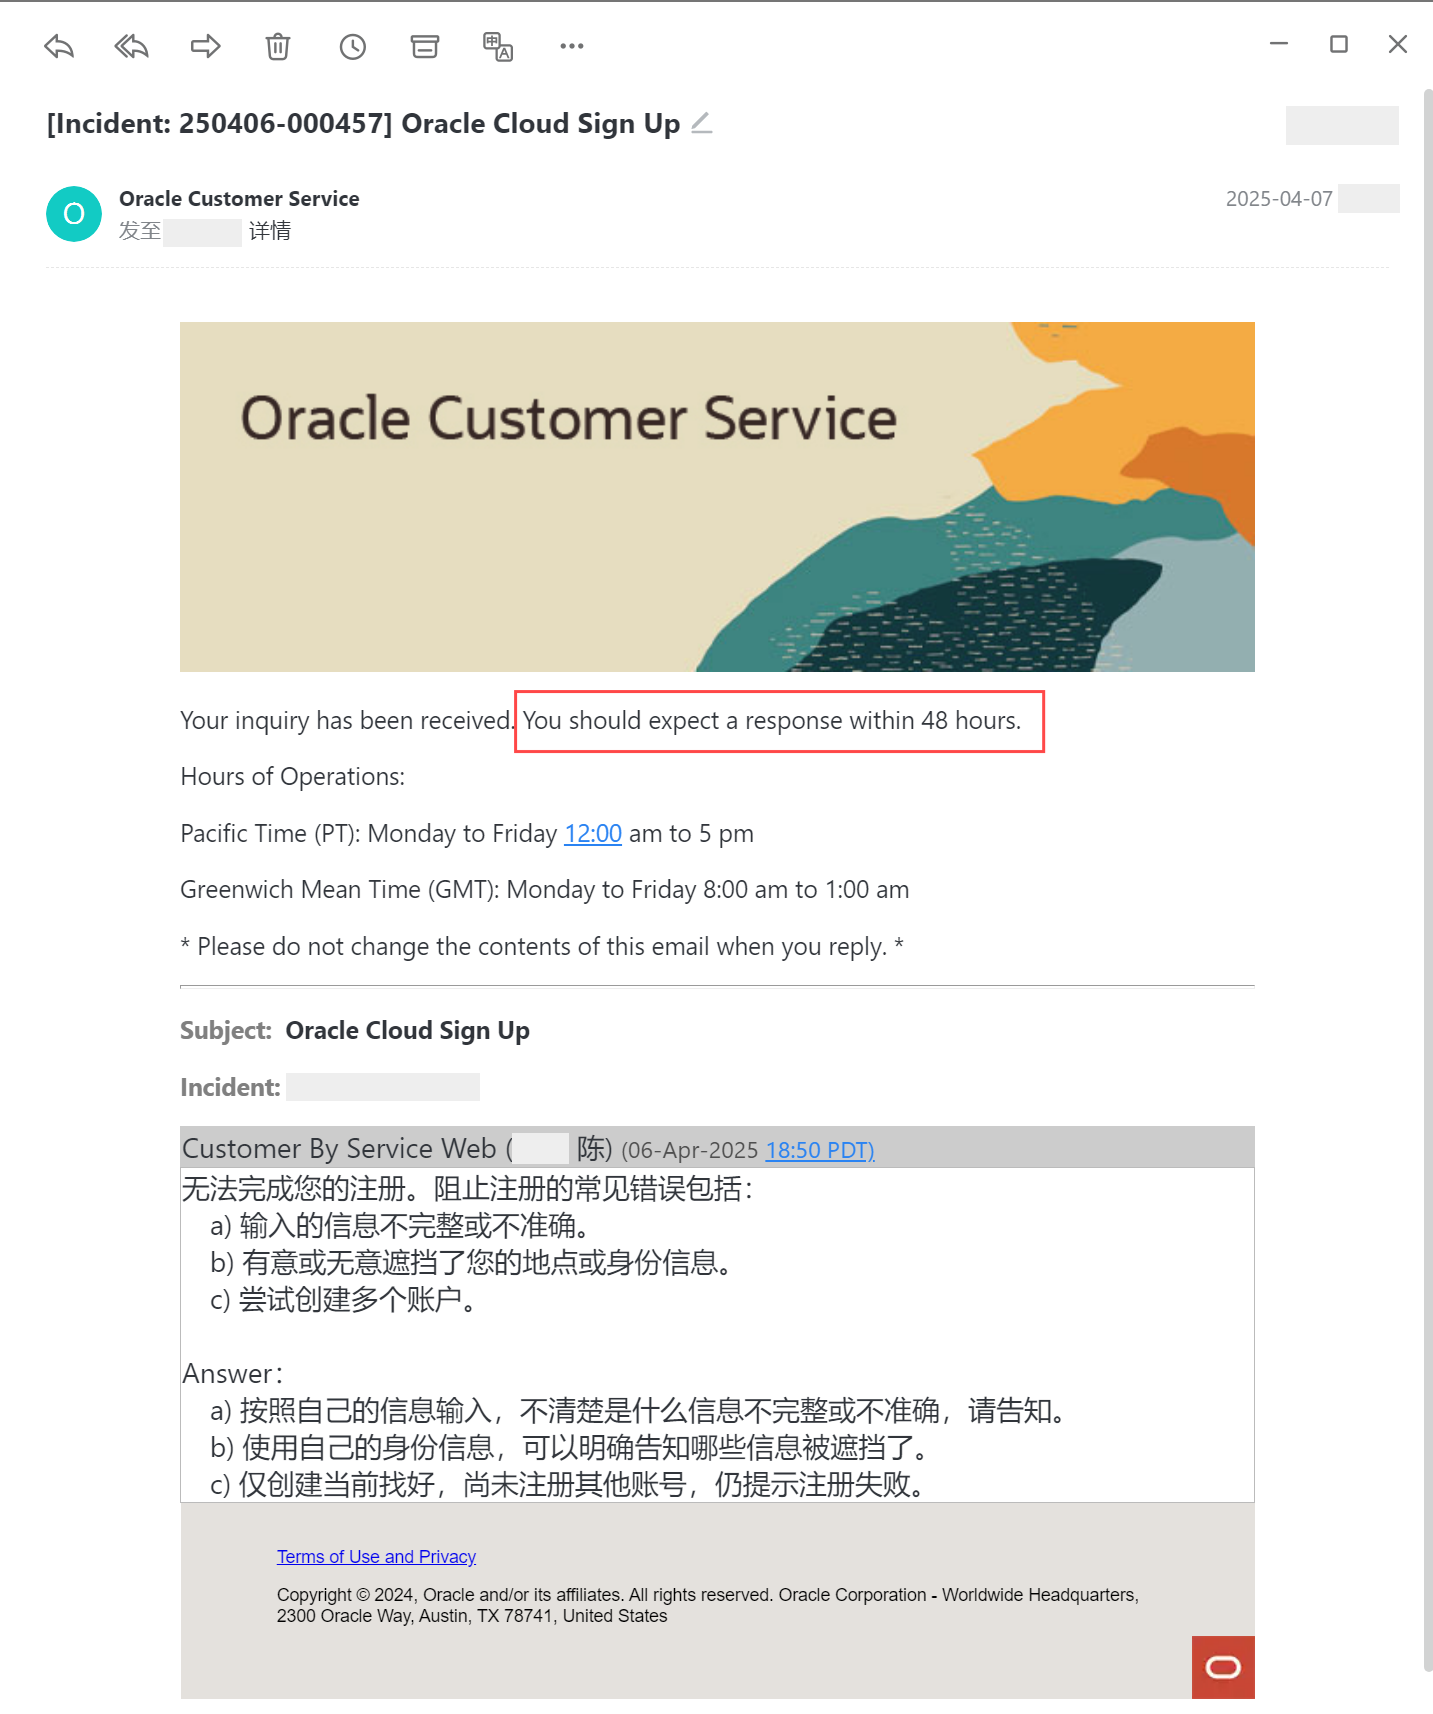 [Incident: 250406-000457] Oracle Cloud Sign Up
O
Oracle Customer Service
2025-04-07
发至 详情
Oracle Customer Service
Your inquiry has been received. You should expect a response within 48 hours.
Hours of Operations:
Pacific Time (PT): Monday to Friday 12:00 am to 5 pm
Greenwich Mean Time (GMT): Monday to Friday 8:00 am to 1:00 am
* Please do not change the contents of this email when you reply. *
Subject: Oracle Cloud Sign Up
Incident:
Customer By Service Web ( 陈) (06-Apr-2025 18:50 PDT)
无法完成您的注册。阻止注册的常见错误包括：
a) 输入的信息不完整或不准确。
b) 有意或无意遮挡了您的地点或身份信息。
c) 尝试创建多个账户。
Answer：
a) 按照自己的信息输入，不清楚是什么信息不完整或不准确，请告知。
b) 使用自己的身份信息，可以明确告知哪些信息被遮挡了。
c) 仅创建当前找好，尚未注册其他账号，仍提示注册失败。
Terms of Use and Privacy
Copyright © 2024, Oracle and/or its affiliates. All rights reserved. Oracle Corporation - Worldwide Headquarters,
2300 Oracle Way, Austin, TX 78741, United States